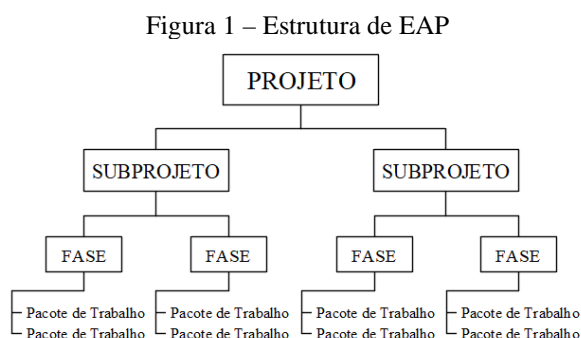 Figura 1 – Estrutura de EAP
PROJETO
SUBPROJETO SUBPROJETO
FASE FASE FASE FASE
Pacote de Trabalho Pacote de Trabalho Pacote de Trabalho Pacote de Trabalho
Pacote de Trabalho Pacote de Trabalho Pacote de Trabalho Pacote de Trabalho